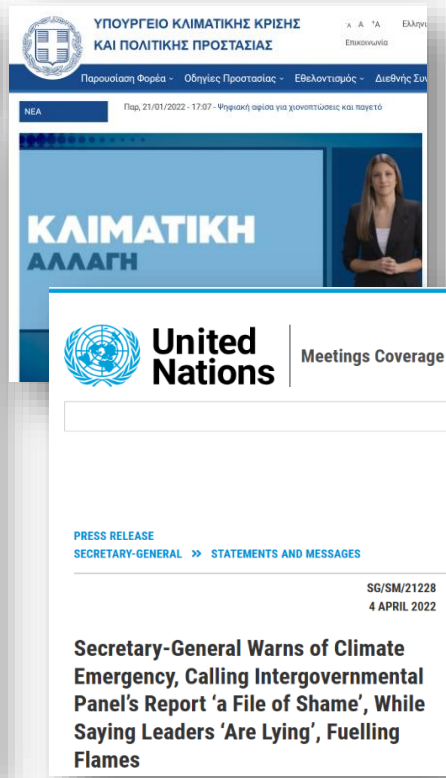 ΥΠΟΥΡΓΕΙΟ ΚΛΙΜΑΤΙΚΗΣ ΚΡΙΣΗΣ
ΚΑΙ ΠΟΛΙΤΙΚΗΣ ΠΡΟΣΤΑΣΙΑΣ
Α Α +Α
Επικοινωνία
Παρουσίαση Φορέα Οδηγίες Προστασίας Εθελοντισμός Διεθνής
ΝΕΑ
Παρ, 21/01/2022 - 17:07 - Ψηφιακή αφίσα για χιονοπτώσεις και παγετό
ΚΛΙΜΑΤΙΚΗ
ΑΛΛΑΓΗ
United
Nations
Meetings Coverage
PRESS RELEASE
SECRETARY-GENERAL >> STATEMENTS AND MESSAGES
SG/SM/21228
4 APRIL 2022
Secretary-General Warns of Climate
Emergency, Calling Intergovernmental
Panel's Report ‘a File of Shame’, While
Saying Leaders ‘Are Lying’, Fuelling
Flames